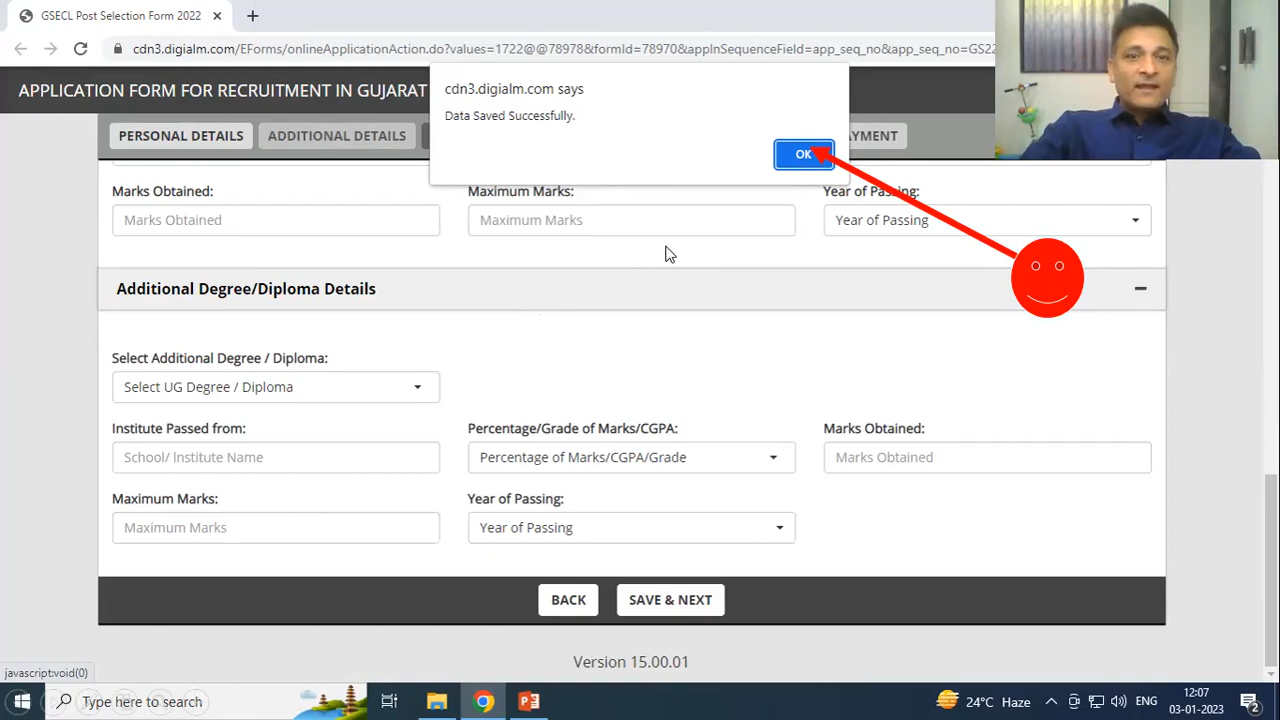 GSECL Post Selection Form 2022
cdn3.digialm.com/EForms/onlineApplicationAction.do?values=1722@@78978&formId=78970&appInSequenceField=app_seq_no&app_seq_no=GS22
cdn3.digialm.com says
Data Saved Successfully.
OK
APPLICATION FORM FOR RECRUITMENT IN GUJARAT
PERSONAL DETAILS
ADDITIONAL DETAILS
AYMENT
Marks Obtained:
Maximum Marks:
Year of Passing:
Marks Obtained
Maximum Marks
Year of Passing
Additional Degree/Diploma Details
Select Additional Degree / Diploma:
Select UG Degree / Diploma
Institute Passed from:
Percentage/Grade of Marks/CGPA:
Marks Obtained:
School/ Institute Name
Percentage of Marks/CGPA/Grade
Marks Obtained
Maximum Marks:
Year of Passing:
Maximum Marks
Year of Passing
BACK
SAVE & NEXT
Version 15.00.01
javascript:void(0)
Type here to search
24°C Haze
ENG
12:07
03-01-2023
2